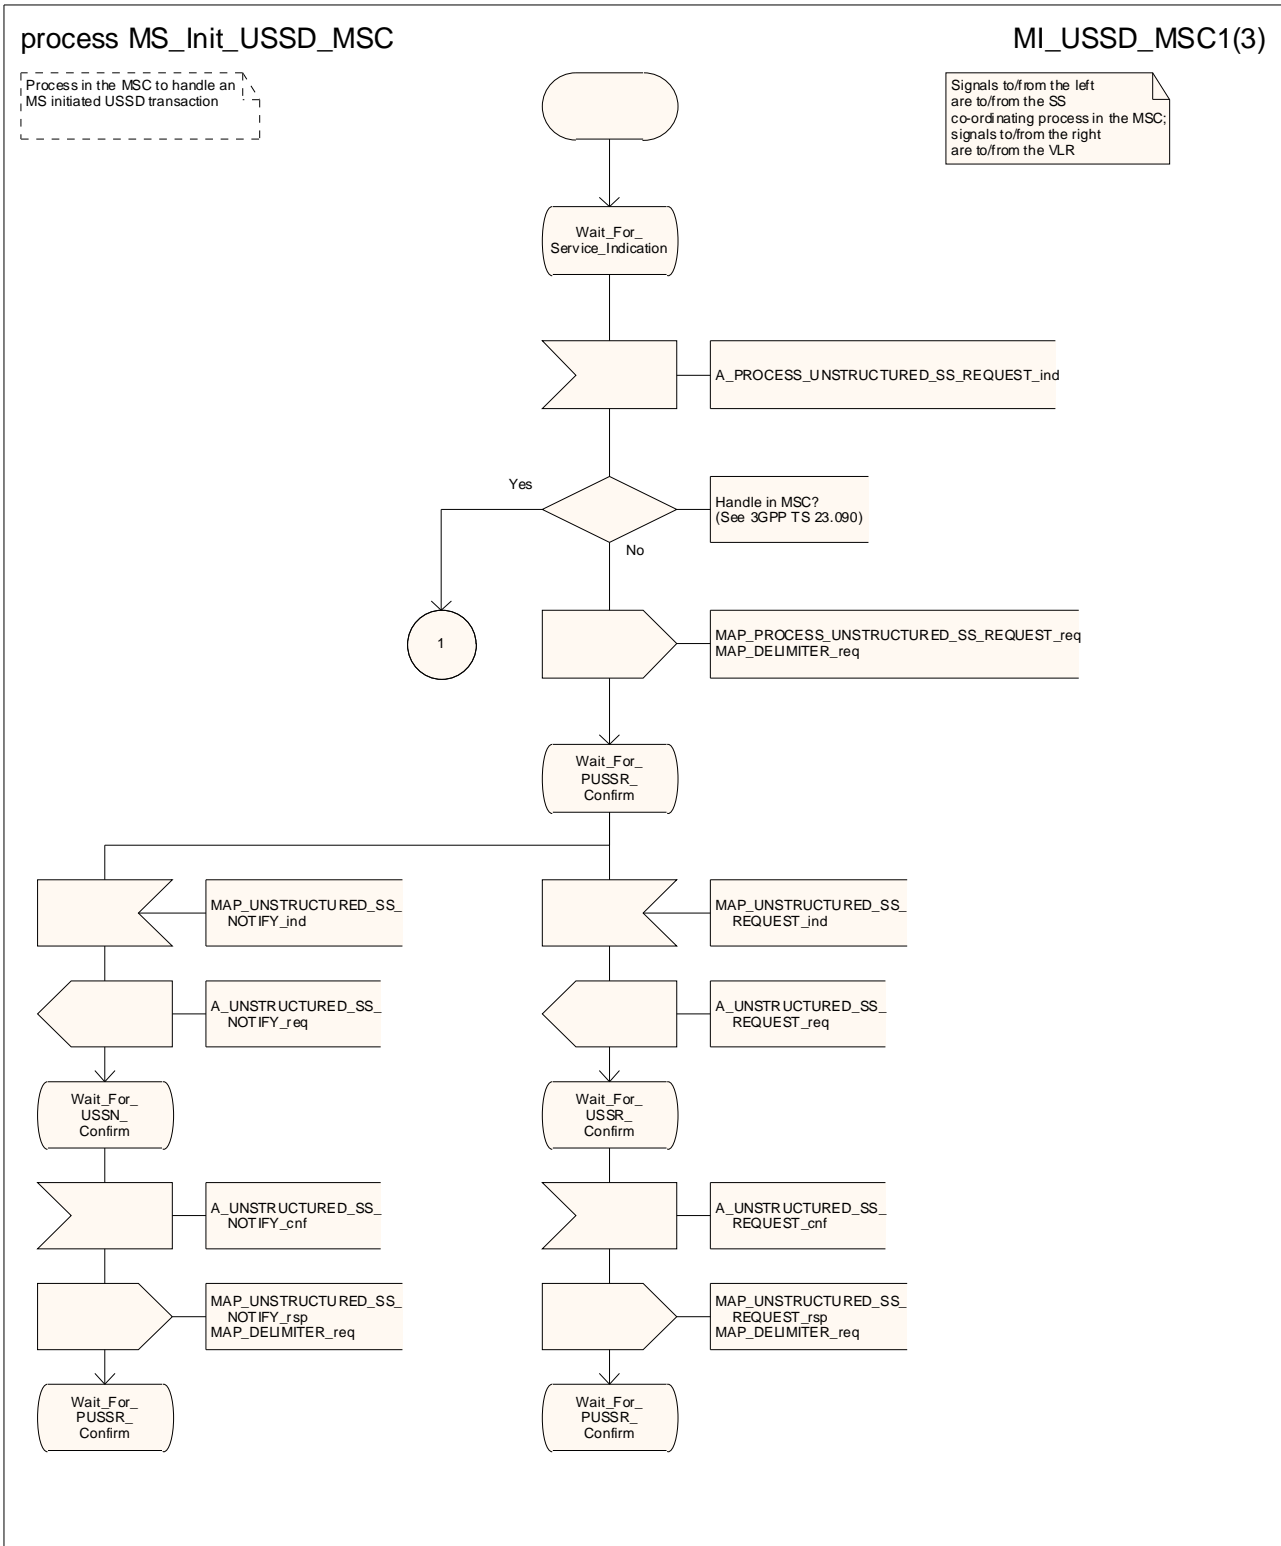 process MS_Init_USSD_MSC
MI_USSD_MSC1(3)
Process in the MSC to handle an
MS initiated USSD transaction
Signals to/from the left
are to/from the SS
co-ordinating process in the MSC;
signals to/from the right
are to/from the VLR
Wait_For_
Service_Indication
A_PROCESS_UNSTRUCTURED_SS_REQUEST_ind
Yes
Handle in MSC?
(See 3GPP TS 23.090)
No
1
MAP_PROCESS_UNSTRUCTURED_SS_REQUEST_req
MAP_DELIMITER_req
Wait_For_
PUSSR_
Confirm
MAP_UNSTRUCTURED_SS_
NOTIFY_ind
MAP_UNSTRUCTURED_SS_
REQUEST_ind
A_UNSTRUCTURED_SS_
NOTIFY_req
A_UNSTRUCTURED_SS_
REQUEST_req
Wait_For_
USSN_
Confirm
Wait_For_
USSR_
Confirm
A_UNSTRUCTURED_SS_
NOTIFY_cnf
A_UNSTRUCTURED_SS_
REQUEST_cnf
MAP_UNSTRUCTURED_SS_
NOTIFY_rsp
MAP_DELIMITER_req
MAP_UNSTRUCTURED_SS_
REQUEST_rsp
MAP_DELIMITER_req
Wait_For_
PUSSR_
Confirm
Wait_For_
PUSSR_
Confirm